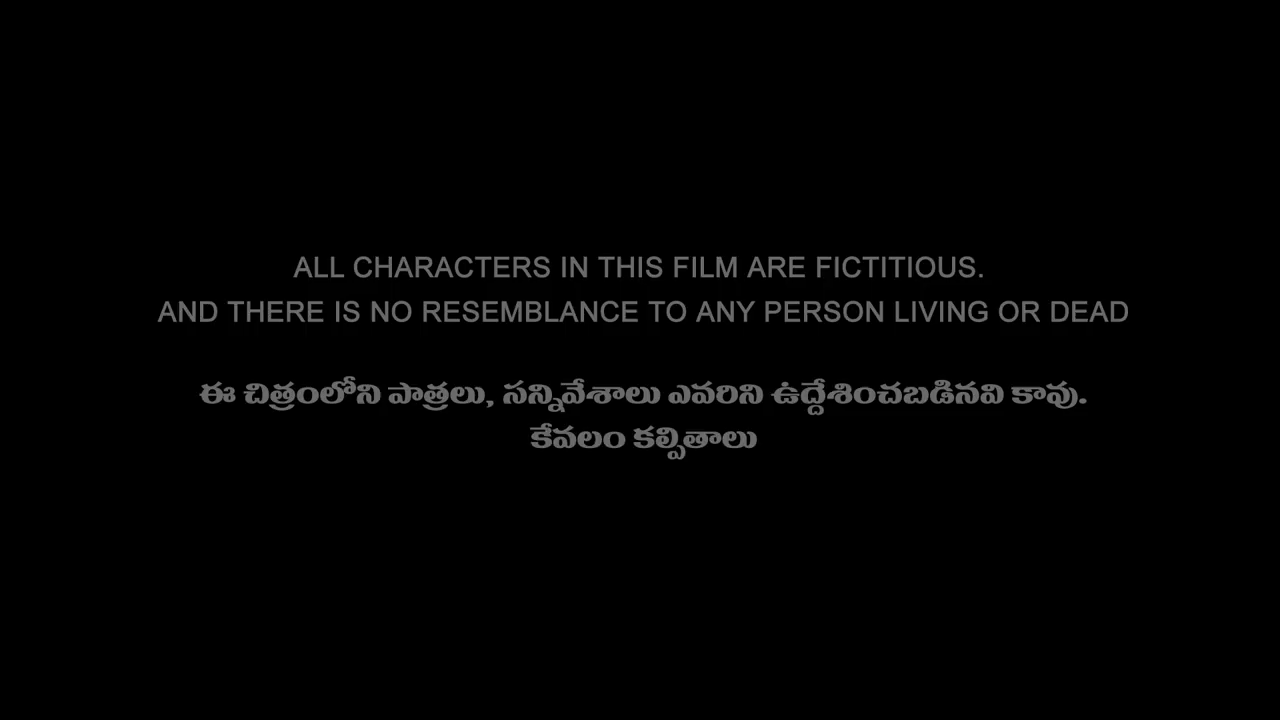 ALL CHARACTERS IN THIS FILM ARE FICTITIOUS.
AND THERE IS NO RESEMBLANCE TO ANY PERSON LIVING OR DEAD
ఈ చిత్రంలోని పాత్రలు, సన్నివేశాలు ఎవరిని ఉద్దేశించబడినవి కావు.
కేవలం కల్పితాలు